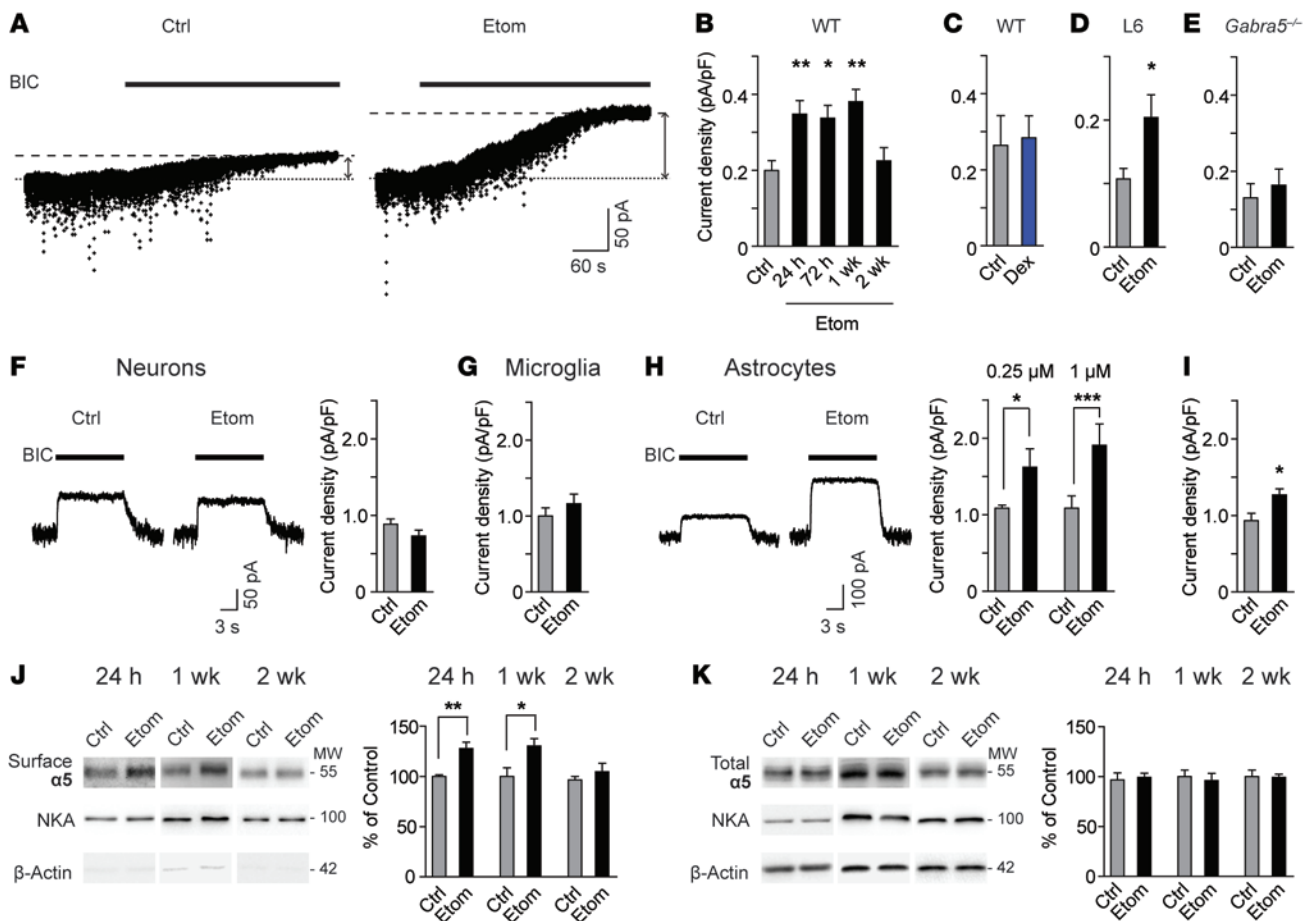 A
Ctrl
Etom
BIC
60 s
50 pA
B
WT
Current density (pA/pF)
0.4
0.2
0
**
*
**
Ctrl
24 h
72 h
1 wk
2 wk
Etom
C
WT
0.4
0.2
0
Ctrl
Dex
D
L6
0.2
0
*
Ctrl
Etom
E
Gabra5–/–
0.4
0.2
0
Ctrl
Etom
F
Neurons
Ctrl
Etom
BIC
50 pA
3 s
Current density (pA/pF)
2.0
1.0
0
Ctrl
Etom
G
Microglia
Current density (pA/pF)
2.0
1.0
0
Ctrl
Etom
H
Astrocytes
Ctrl
Etom
BIC
100 pA
3 s
Current density (pA/pF)
2.0
1.0
0
0.25 µM
1 µM
*
***
Ctrl
Etom
Ctrl
Etom
I
Current density (pA/pF)
2.0
1.0
0
*
Ctrl
Etom
J
24 h
1 wk
2 wk
Ctrl
Etom
Ctrl
Etom
Ctrl
Etom
MW
Surface
α5
- 55
NKA
- 100
β-Actin
- 42
24 h
1 wk
2 wk
% of Control
150
100
50
0
**
*
Ctrl
Etom
Ctrl
Etom
Ctrl
Etom
K
24 h
1 wk
2 wk
Ctrl
Etom
Ctrl
Etom
Ctrl
Etom
MW
Total
α5
- 55
NKA
- 100
β-Actin
- 42
24 h
1 wk
2 wk
% of Control
150
100
50
0
Ctrl
Etom
Ctrl
Etom
Ctrl
Etom